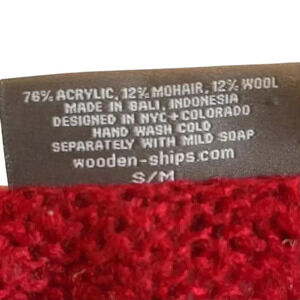 76% ACRYLIC, 12% MOHAIR, 12% WOOL
MADE IN BALI, INDONESIA
DESIGNED IN NYC + COLORADO
HAND WASH COLD
SEPARATELY WITH MILD SOAP
wooden-ships.com
S/M